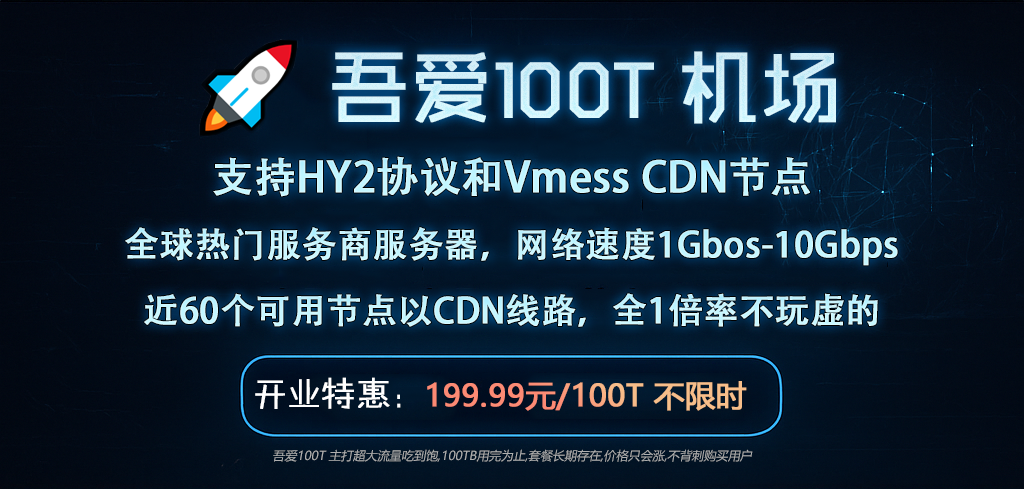 吾爱100T 机场
支持HY2协议和Vmess CDN节点
全球热门服务商服务器，网络速度1Gbos-10Gbps
近60个可用节点以CDN线路，全1倍率不玩虚的
开业特惠：199.99元/100T 不限时
吾爱100T 主打超大流量吃到饱,100TB用完为止,套餐长期存在,价格只会涨,不背刺购买用户